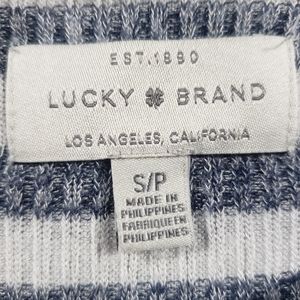 EST.1990
LUCKY BRAND
LOS ANGELES, CALIFORNIA
S/P
MADE IN
PHILIPPINES
FABRIQUE EN
PHILIPPINES